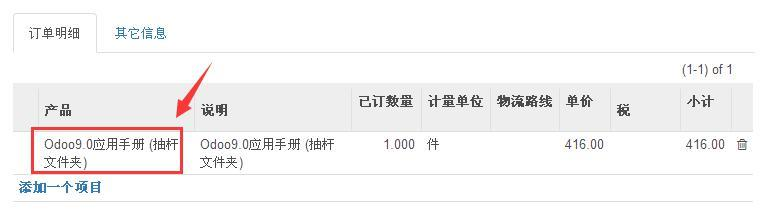 订单明细 其它信息
(1-1) of 1
产品 说明 已订数量 计量单位 物流路线 单价 税 小计
Odoo9.0应用手册 (抽杆 Odoo9.0应用手册 (抽杆 1.000 件 416.00 416.00
文件夹) 文件夹)
添加一个项目